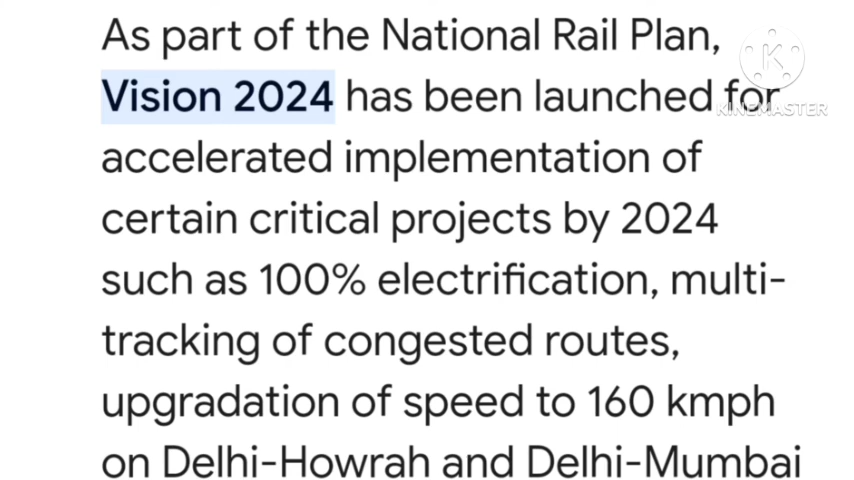 As part of the National Rail Plan,
Vision 2024 has been launched for
accelerated implementation of
certain critical projects by 2024
such as 100% electrification, multi-
tracking of congested routes,
upgradation of speed to 160 kmph
on Delhi-Howrah and Delhi-Mumbai
K
KINEMASTER